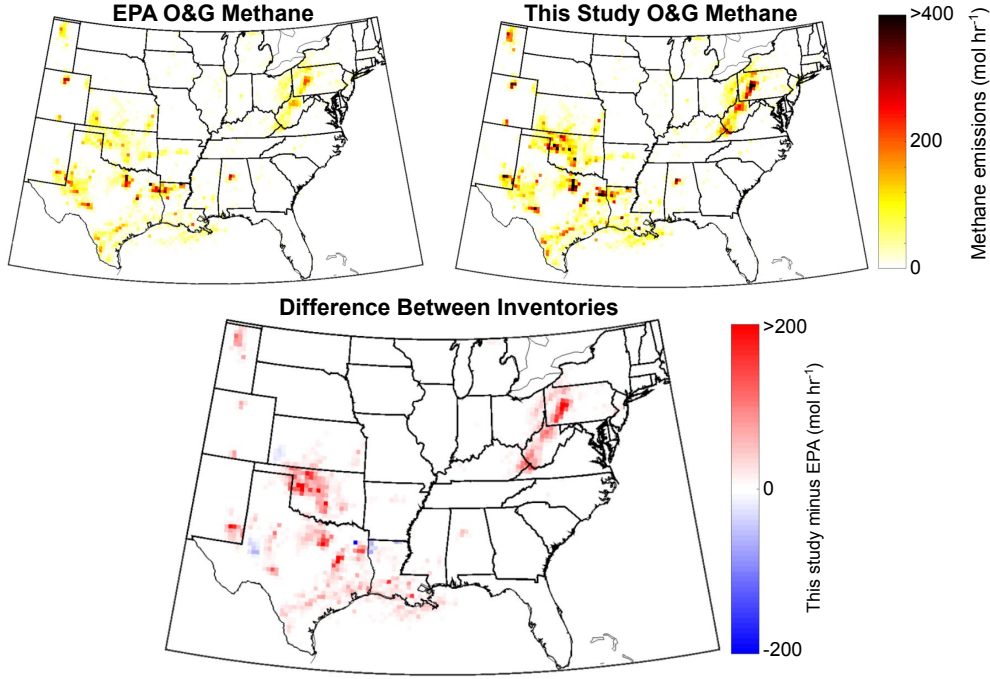 EPA O&G Methane
This Study O&G Methane
>400
200
0
Methane emissions (mol hr⁻¹)
Difference Between Inventories
>200
0
-200
This study minus EPA (mol hr⁻¹)